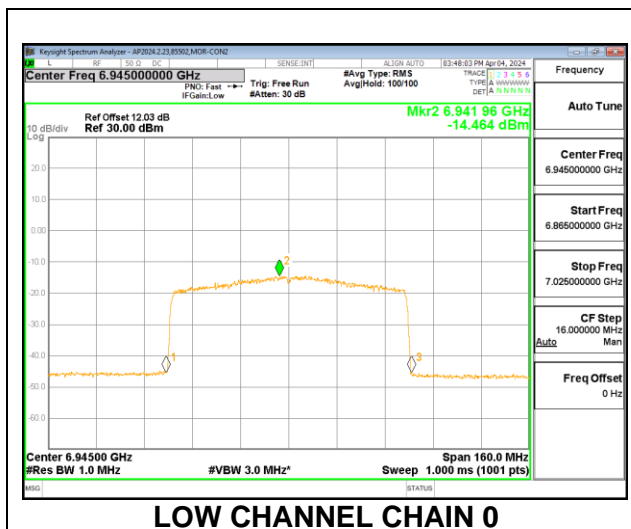 Keysight Spectrum Analyzer - AP2024.2.23,85502,MOR-CON2
L RF 50 Ω DC SENSE:INT ALIGN AUTO 03:48:03 PM Apr 04, 2024
Center Freq 6.945000000 GHz
PNO: Fast
IFGain:Low
Trig: Free Run
#Atten: 30 dB
#Avg Type: RMS
Avg|Hold: 100/100
TRACE 1 2 3 4 5 6
TYPE A WWWWW
DET A N N N N N
Ref Offset 12.03 dB
Ref 30.00 dBm
Mkr2 6.941 96 GHz
-14.464 dBm
10 dB/div
Log
20.0
10.0
0.00
-10.0
-20.0
-30.0
-40.0
-50.0
-60.0
2
1
3
Center 6.94500 GHz
Span 160.0 MHz
#Res BW 1.0 MHz
#VBW 3.0 MHz*
Sweep 1.000 ms (1001 pts)
MSG
STATUS
Frequency
Auto Tune
Center Freq
6.945000000 GHz
Start Freq
6.865000000 GHz
Stop Freq
7.025000000 GHz
CF Step
16.000000 MHz
Auto Man
Freq Offset
0 Hz
LOW CHANNEL CHAIN 0